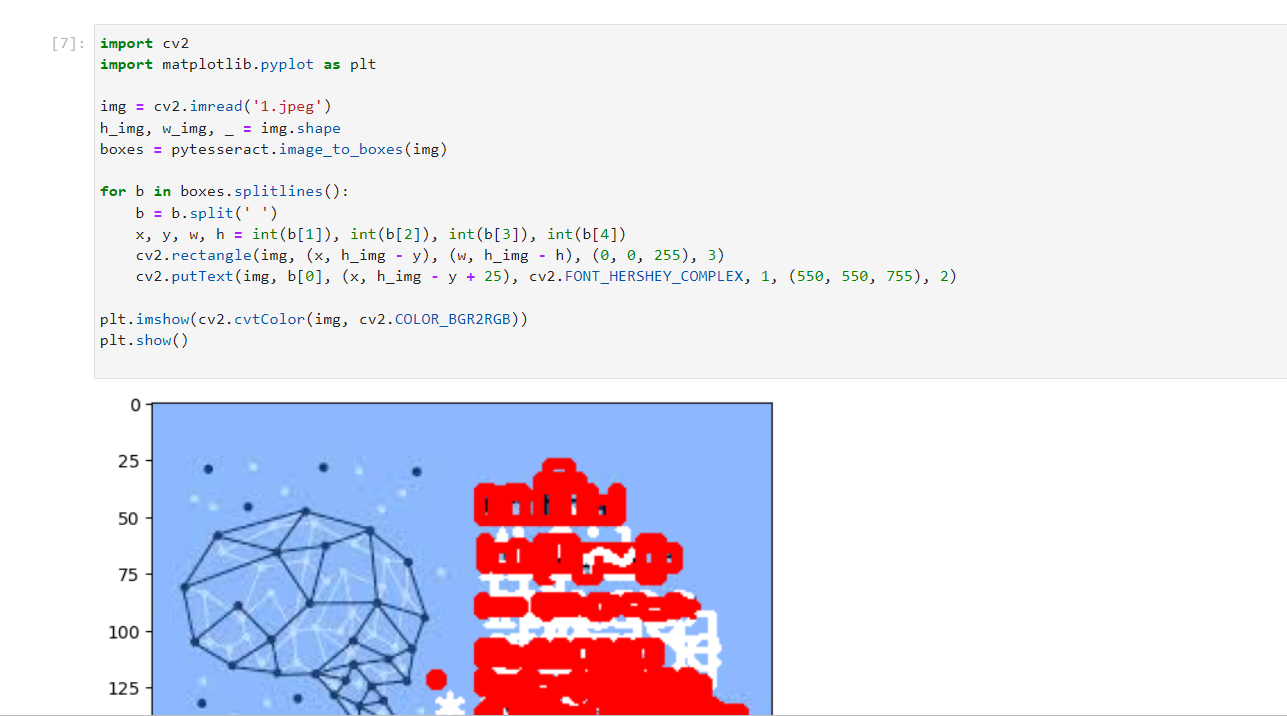 [7]:
import cv2
import matplotlib.pyplot as plt
img = cv2.imread('1.jpeg')
h_img, w_img, _ = img.shape
boxes = pytesseract.image_to_boxes(img)
for b in boxes.splitlines():
    b = b.split(' ')
    x, y, w, h = int(b[1]), int(b[2]), int(b[3]), int(b[4])
    cv2.rectangle(img, (x, h_img - y), (w, h_img - h), (0, 0, 255), 3)
    cv2.putText(img, b[0], (x, h_img - y + 25), cv2.FONT_HERSHEY_COMPLEX, 1, (550, 550, 755), 2)
plt.imshow(cv2.cvtColor(img, cv2.COLOR_BGR2RGB))
plt.show()
0
25
50
75
100
125